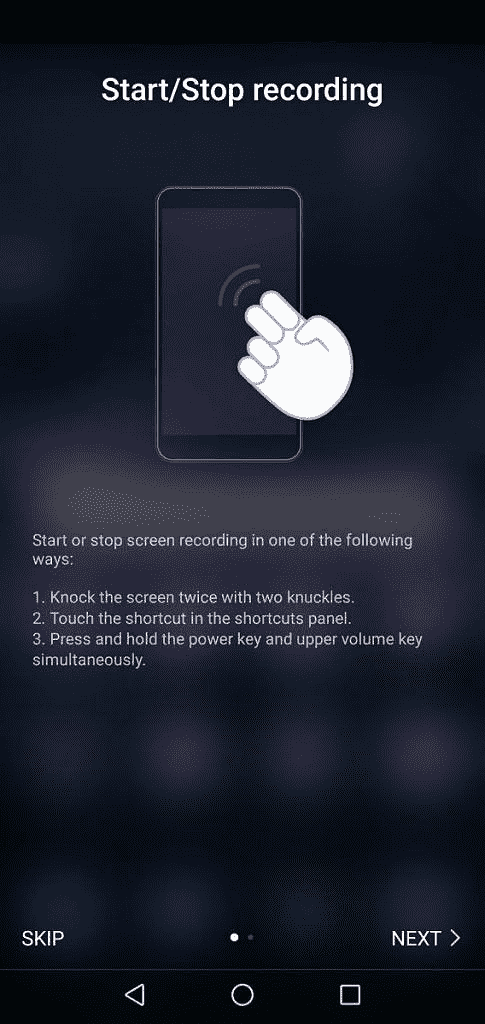 Start/Stop recording
Start or stop screen recording in one of the following
ways:
1. Knock the screen twice with two knuckles.
2. Touch the shortcut in the shortcuts panel.
3. Press and hold the power key and upper volume key
simultaneously.
SKIP
NEXT